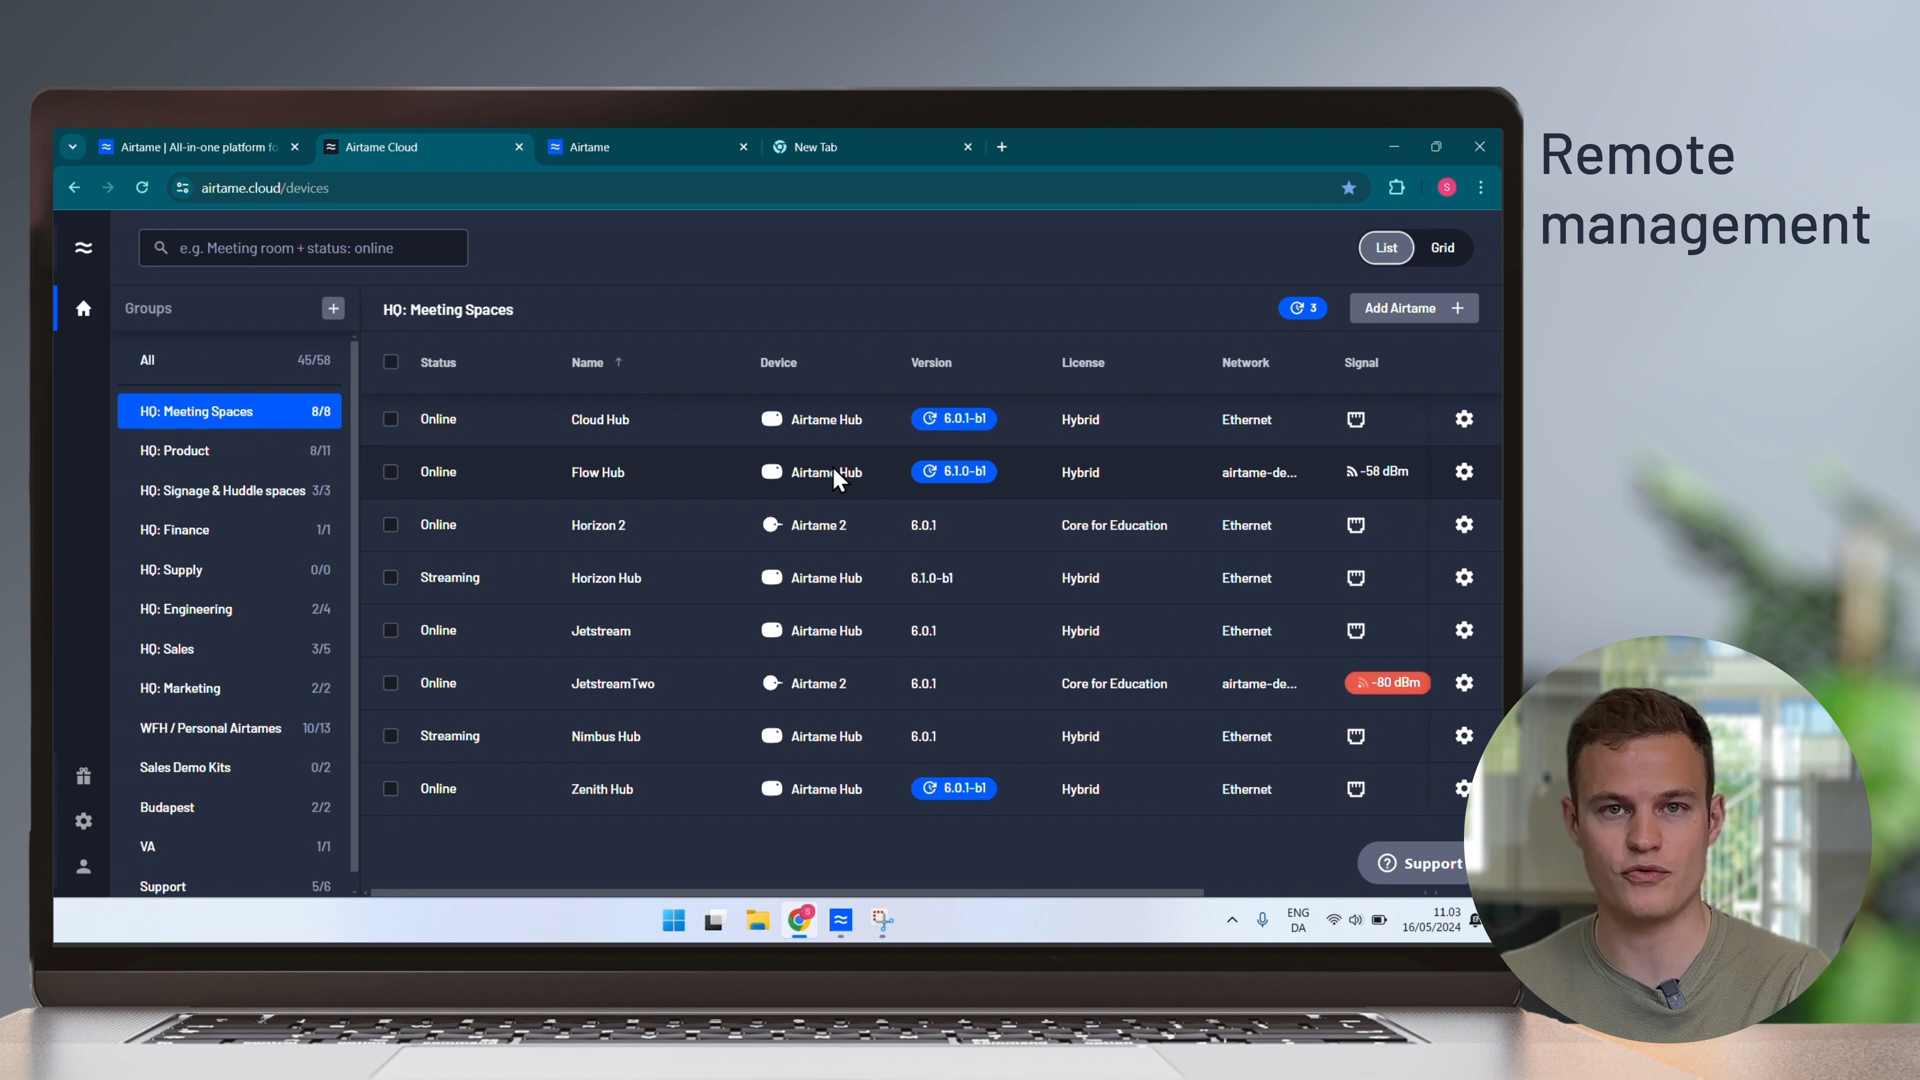 Airtame | All-in-one platform fo
Airtame Cloud
Airtame
New Tab
airtame.cloud/devices
S
e.g. Meeting room + status: online
List
Grid
Groups
HQ: Meeting Spaces
3
Add Airtame
All 45/58
HQ: Meeting Spaces 8/8
HQ: Product 8/11
HQ: Signage & Huddle spaces 3/3
HQ: Finance 1/1
HQ: Supply 0/0
HQ: Engineering 2/4
HQ: Sales 3/5
HQ: Marketing 2/2
WFH / Personal Airtames 10/13
Sales Demo Kits 0/2
Budapest 2/2
VA 1/1
Support 5/6
Status Name Device Version License Network Signal
Online Cloud Hub Airtame Hub 6.0.1-b1 Hybrid Ethernet
Online Flow Hub Airtame Hub 6.1.0-b1 Hybrid airtame-de... -58 dBm
Online Horizon 2 Airtame 2 6.0.1 Core for Education Ethernet
Streaming Horizon Hub Airtame Hub 6.1.0-b1 Hybrid Ethernet
Online Jetstream Airtame Hub 6.0.1 Hybrid Ethernet
Online JetstreamTwo Airtame 2 6.0.1 Core for Education airtame-de... -80 dBm
Streaming Nimbus Hub Airtame Hub 6.0.1 Hybrid Ethernet
Online Zenith Hub Airtame Hub 6.0.1-b1 Hybrid Ethernet
Support
S
ENG
DA
11.03
16/05/2024
Remote
management